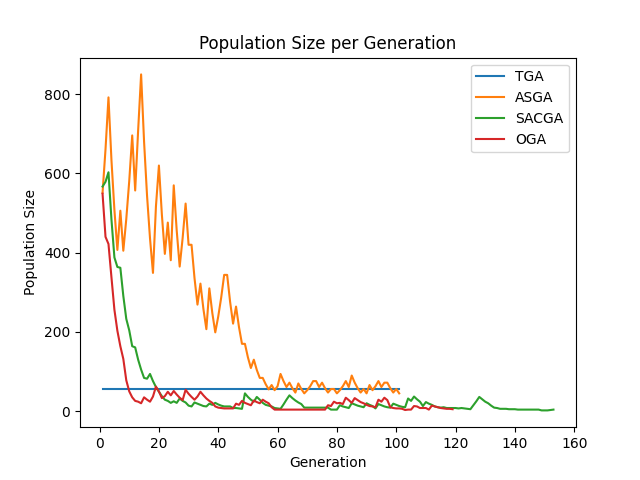 Population Size per Generation
TGA
ASGA
SACGA
OGA
800
600
400
200
0
Population Size
0 20 40 60 80 100 120 140 160
Generation